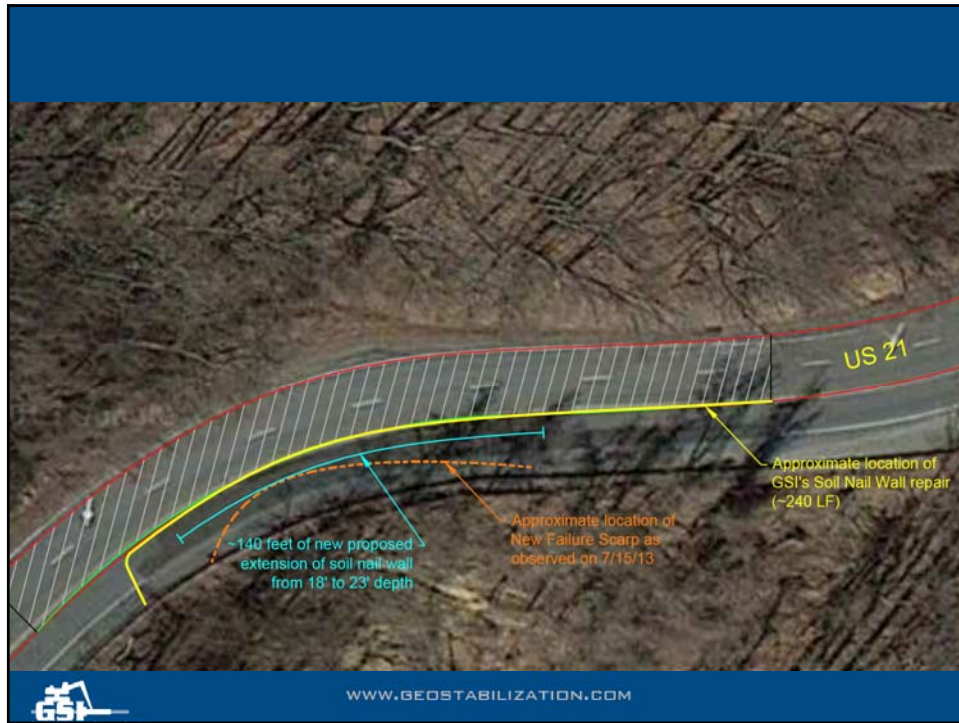 US 21
Approximate location of
GSI's Soil Nail Wall repair
(~240 LF)
Approximate location of
New Failure Scarp as
observed on 7/15/13
~140 feet of new proposed
extension of soil nail wall
from 18' to 23' depth
GSI
WWW.GEOSTABILIZATION.COM